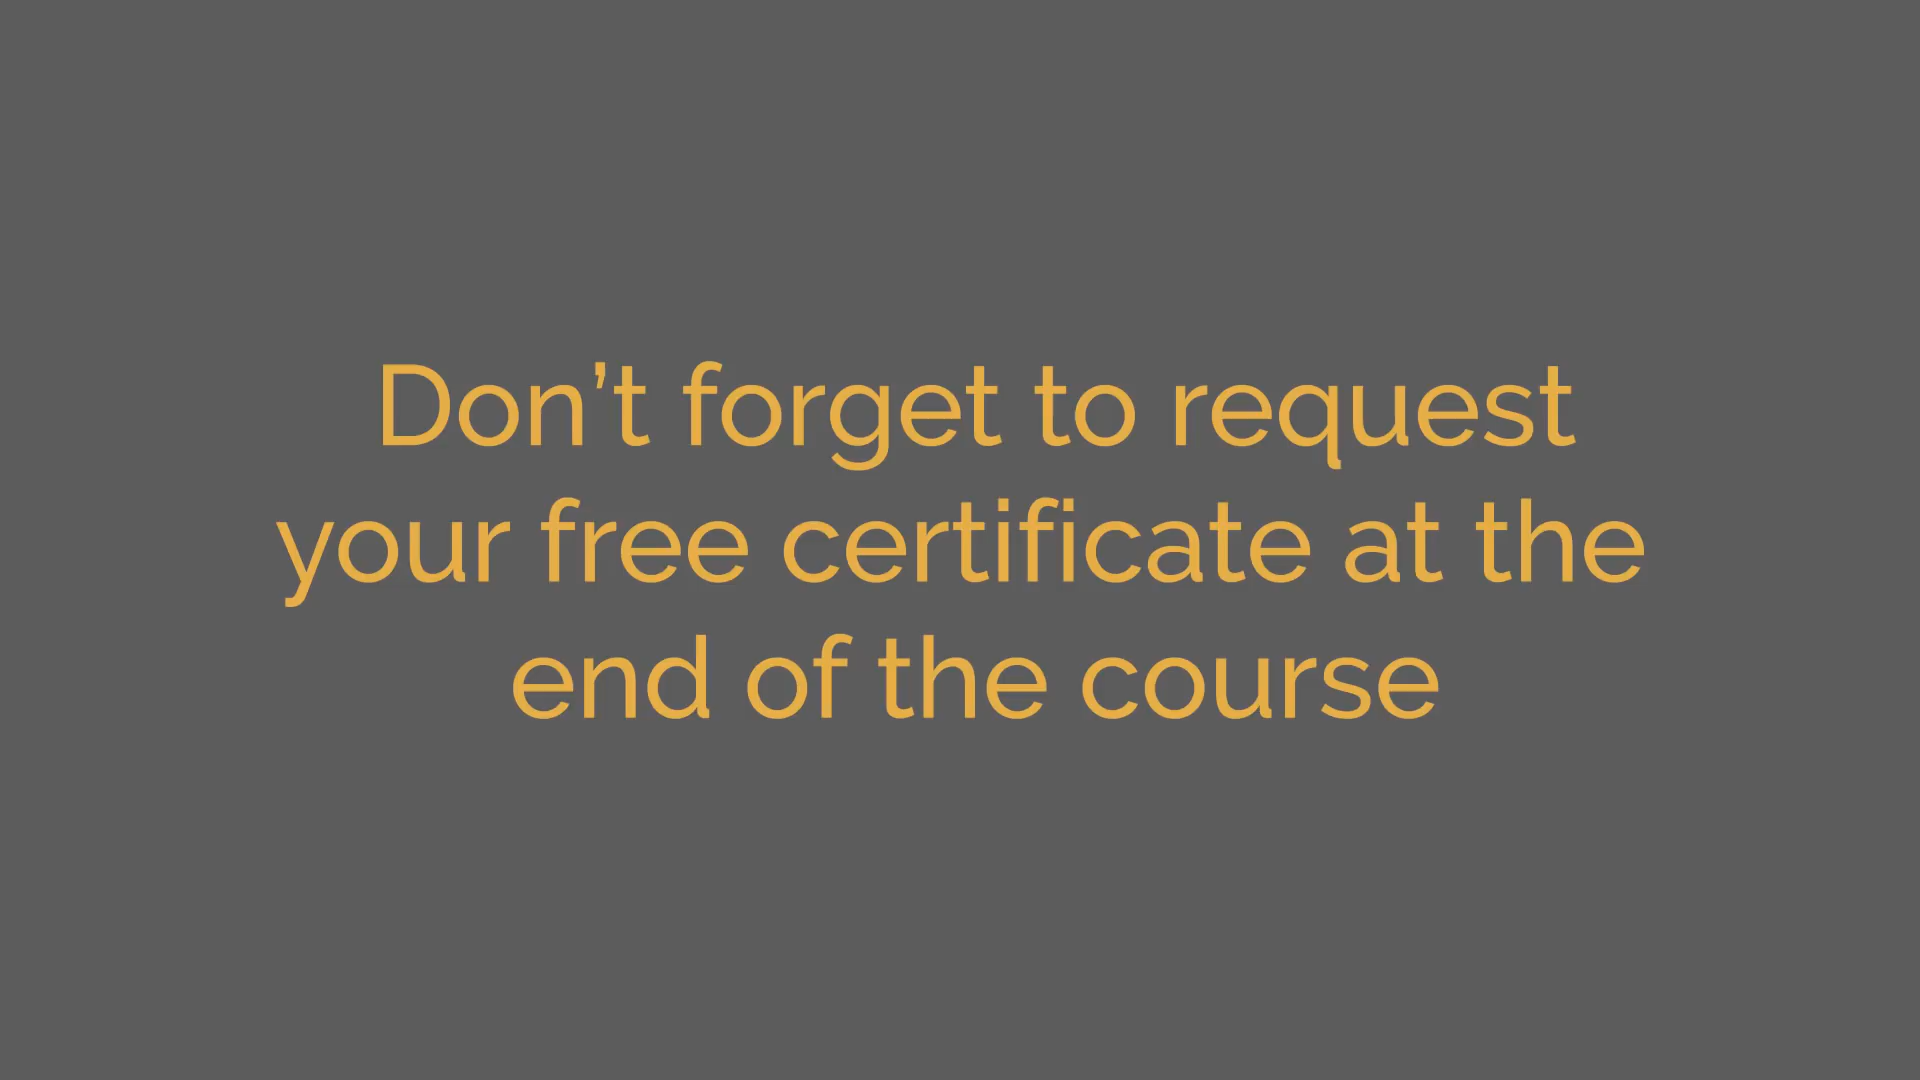 Don’t forget to request
your free certificate at the
end of the course